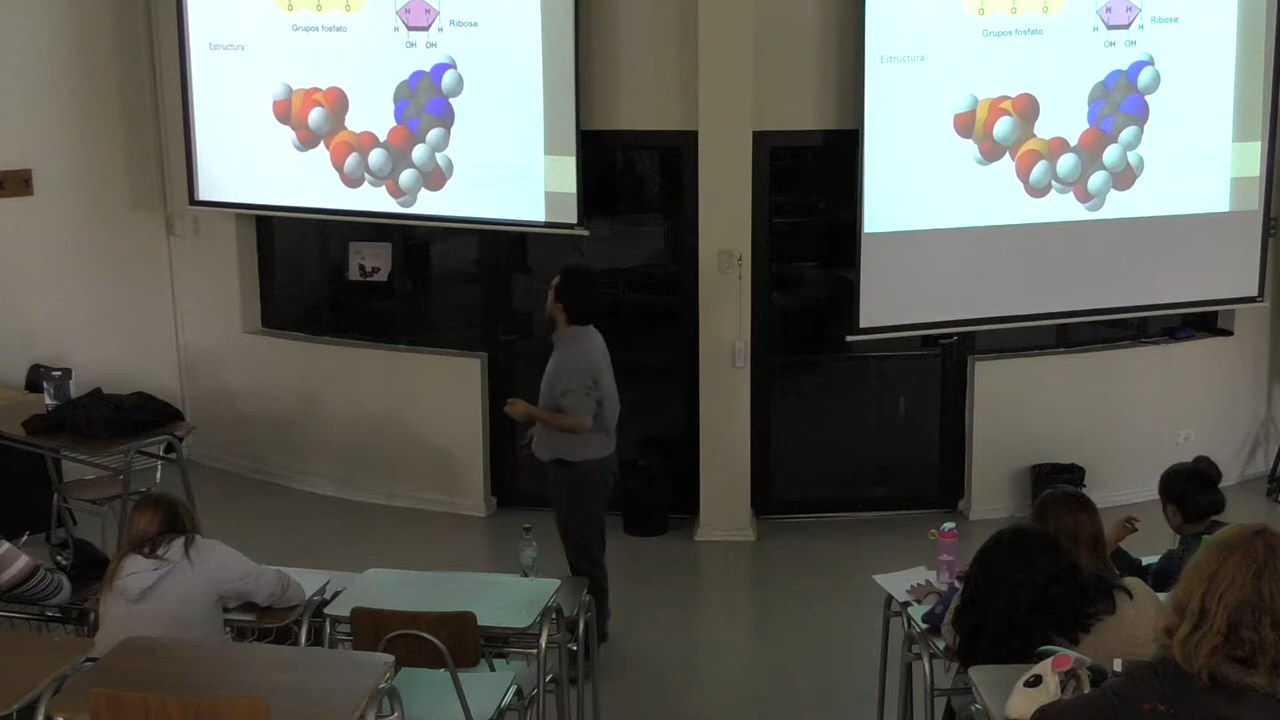 O O O
Grupos fosfato
H H
H H
Ribose
OH OH
Estructura:
O O O
Grupos fosfato
H H
H H
Ribose
OH OH
Estructura: